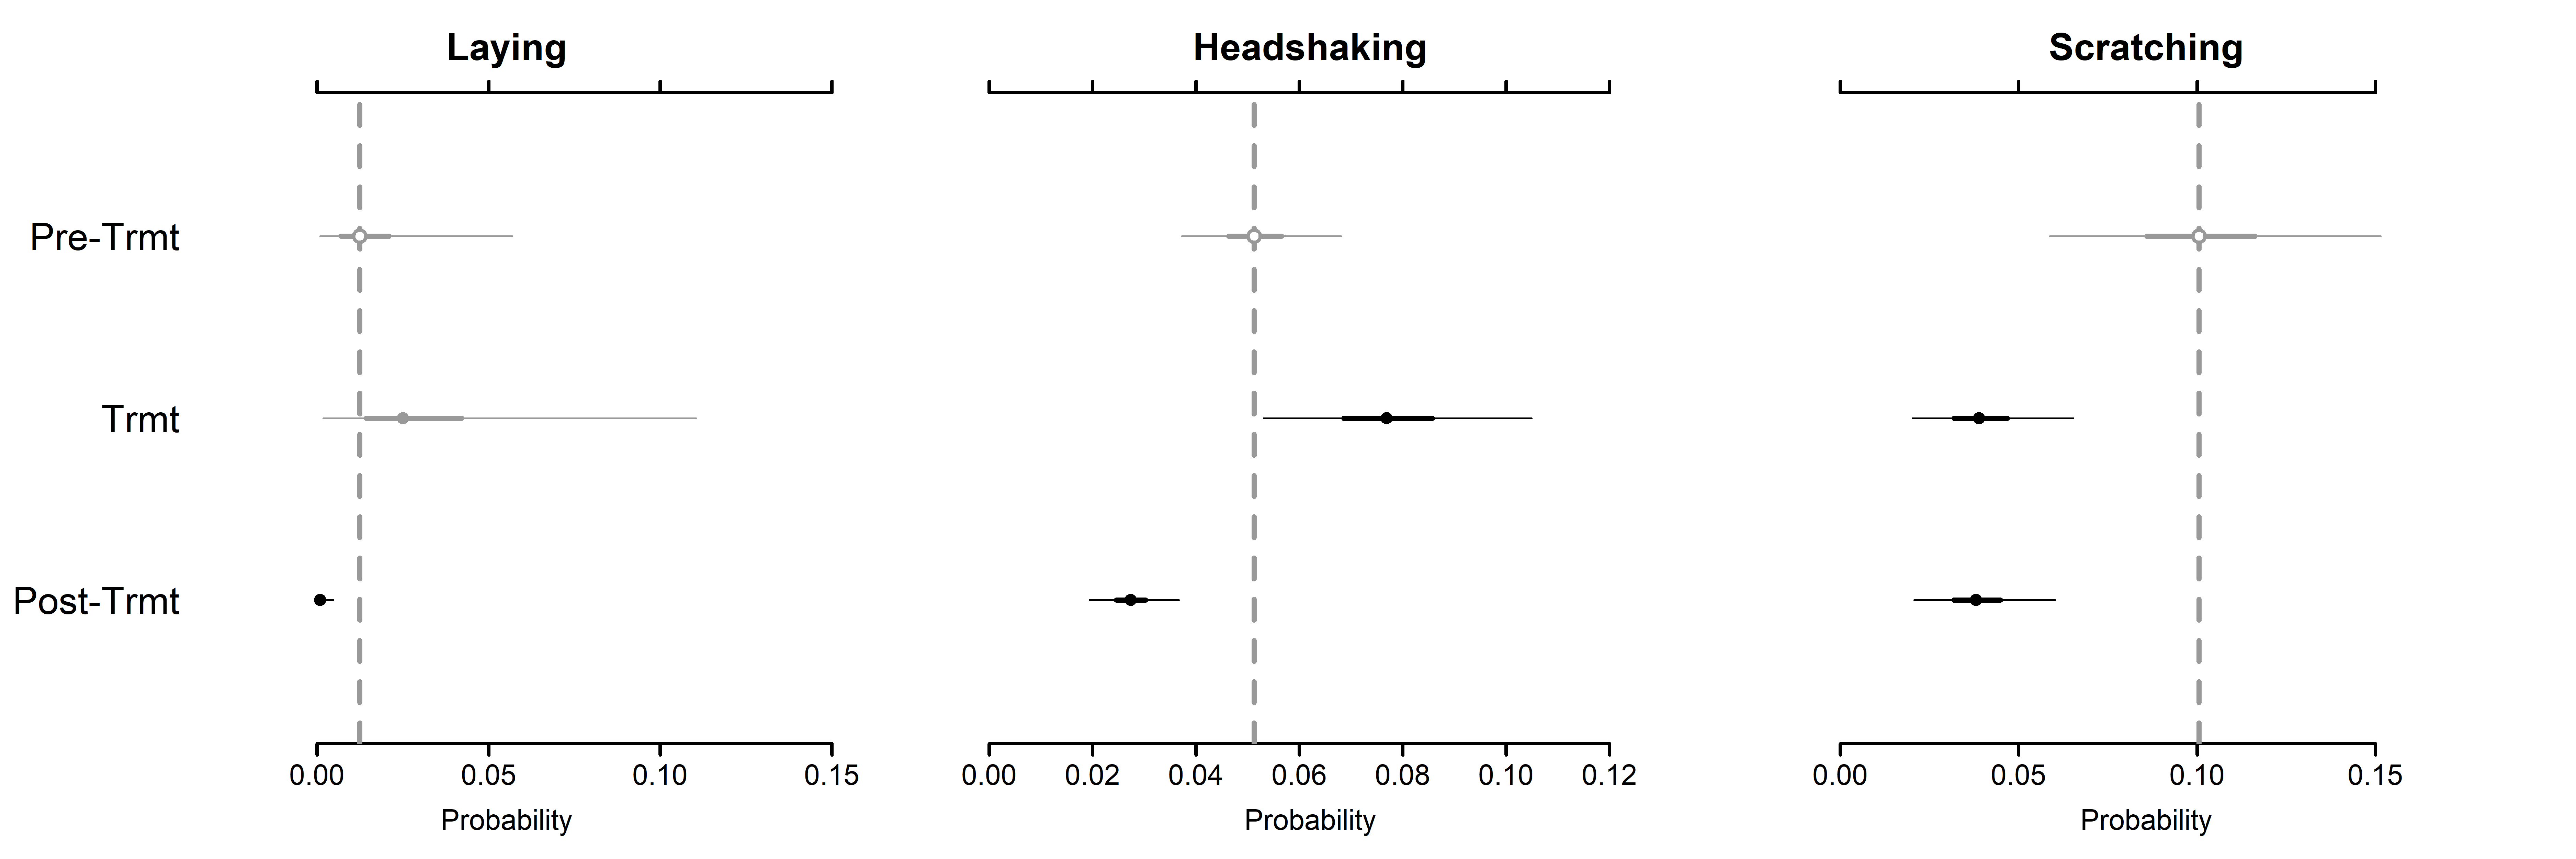 Laying Headshaking Scratching
Pre-Trmt
Trmt
Post-Trmt
0.00 0.05 0.10 0.15 0.00 0.02 0.04 0.06 0.08 0.10 0.12 0.00 0.05 0.10 0.15
Probability Probability Probability